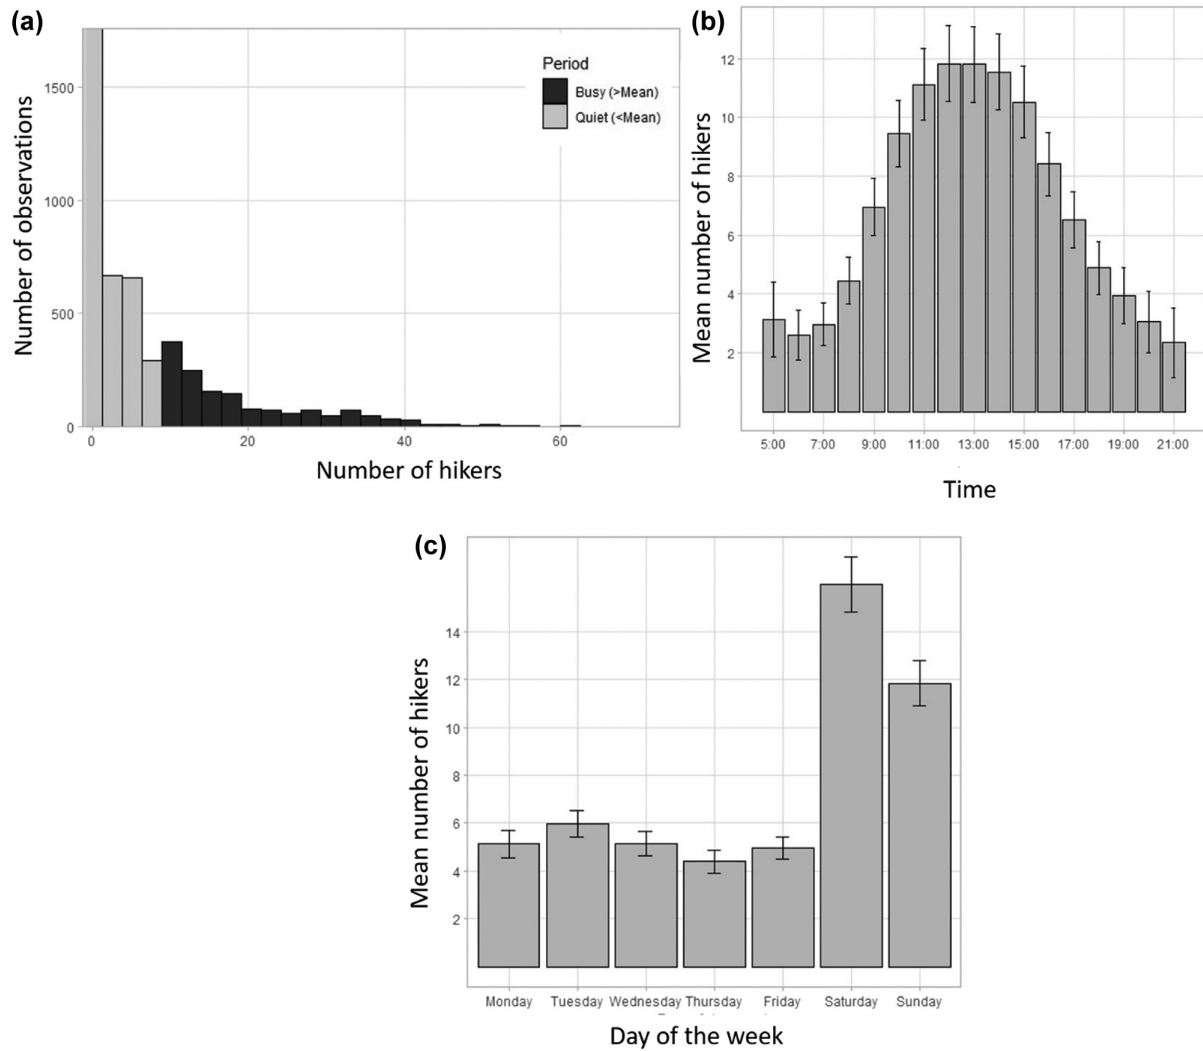 (a)
Number of observations
1500
1000
500
0
Period
Busy (>Mean)
Quiet (<Mean)
0 20 40 60
Number of hikers
(b)
Mean number of hikers
12
10
8
6
4
2
5:00 7:00 9:00 11:00 13:00 15:00 17:00 19:00 21:00
Time
(c)
Mean number of hikers
14
12
10
8
6
4
2
Monday Tuesday Wednesday Thursday Friday Saturday Sunday
Day of the week